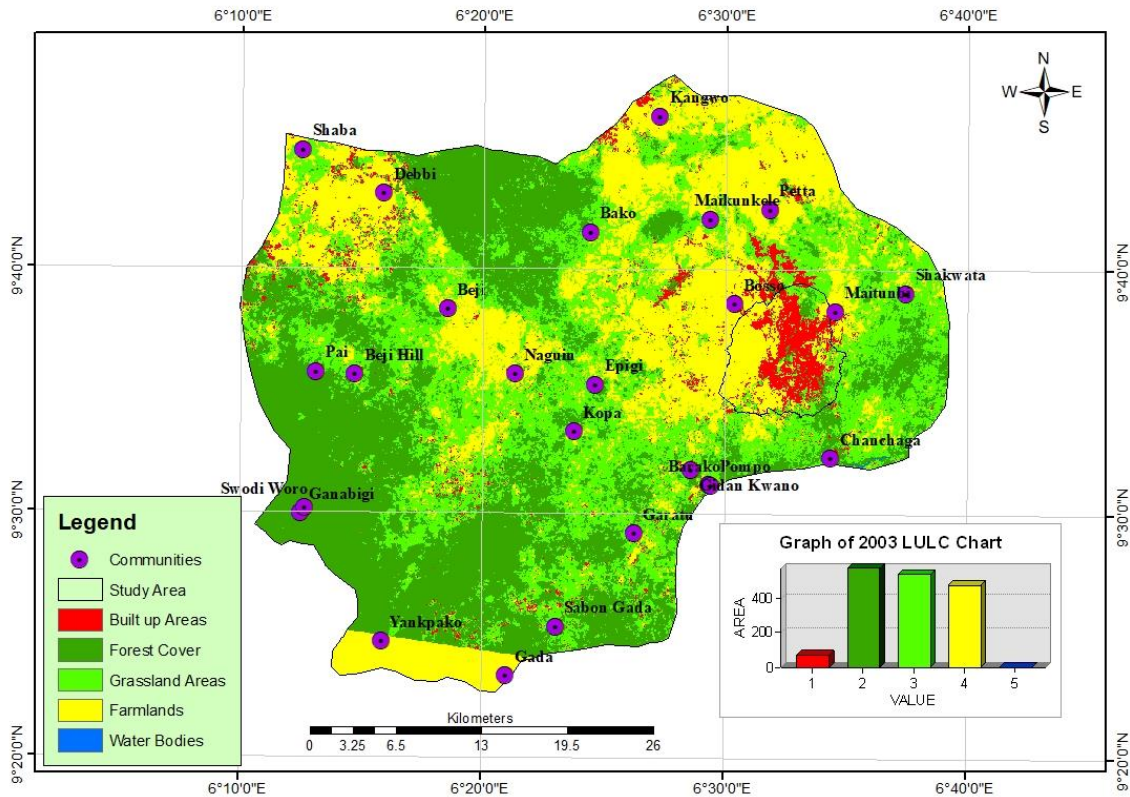 6°10'0"E 6°20'0"E 6°30'0"E 6°40'0"E
N
W E
S
Kangwo
Shaba
Debbi
Petta
Maikunkele
Bako
9°40'0"N 9°40'0"N
Shakwata
Bosso
Maitunbi
Beji
Pai
Beji Hill
Naguin
Epigi
Kopa
Chanchaga
BarakoPompo
Gidan Kwano
Swodi Woro
Ganabigi
9°30'0"N 9°30'0"N
Garain
Sabon Gada
Yankpako
Gada
Legend
Communities
Study Area
Built up Areas
Forest Cover
Grassland Areas
Farmlands
Water Bodies
Graph of 2003 LULC Chart
AREA
400
200
0
1 2 3 4 5
VALUE
Kilometers
0 3.25 6.5 13 19.5 26
9°20'0"N 9°20'0"N
6°10'0"E 6°20'0"E 6°30'0"E 6°40'0"E